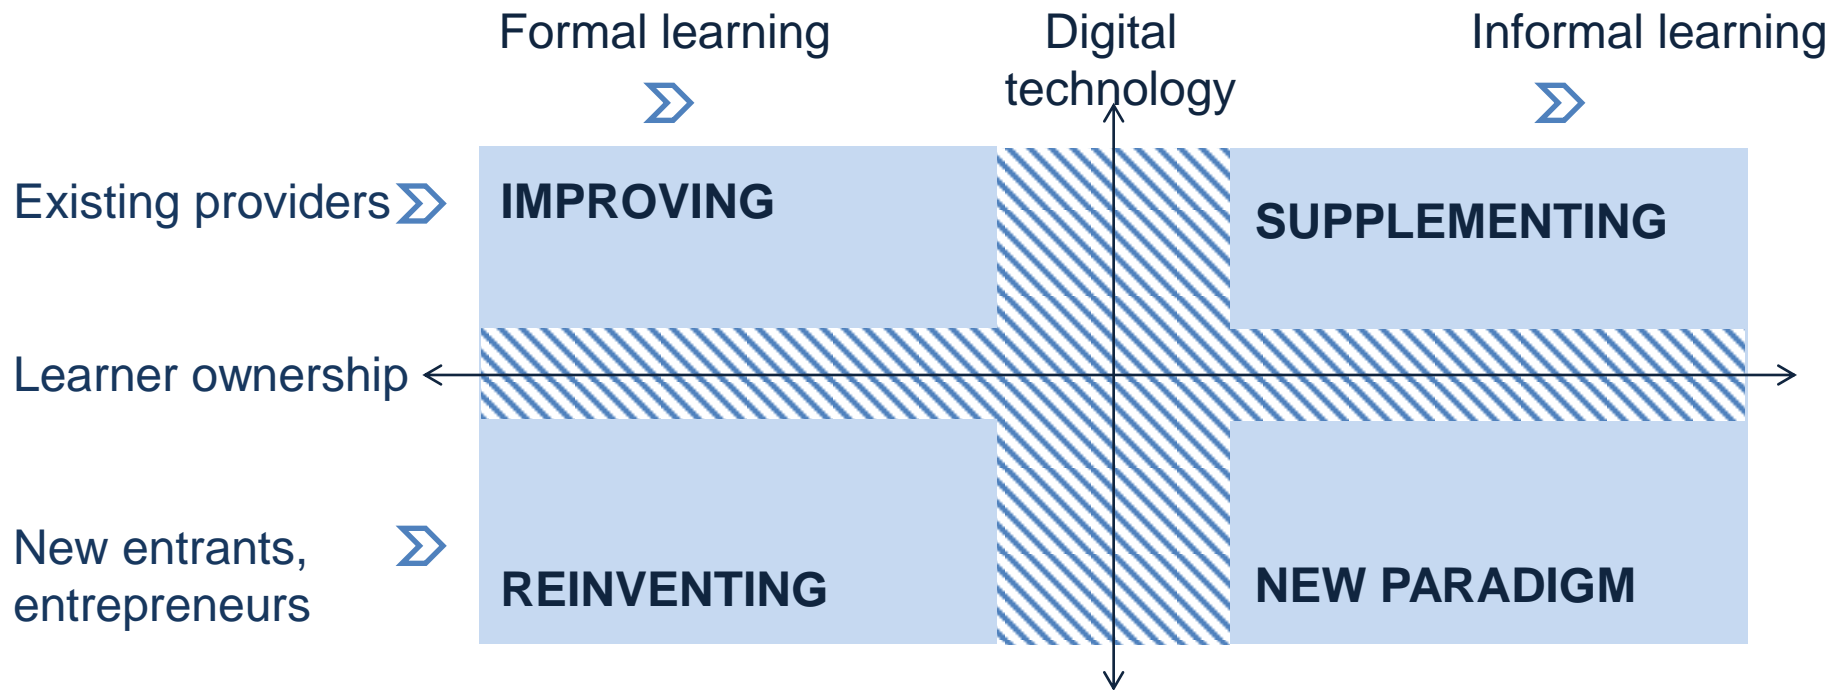 Formal learning
Digital
technology
Informal learning
Existing providers
IMPROVING
SUPPLEMENTING
Learner ownership
New entrants,
entrepreneurs
REINVENTING
NEW PARADIGM